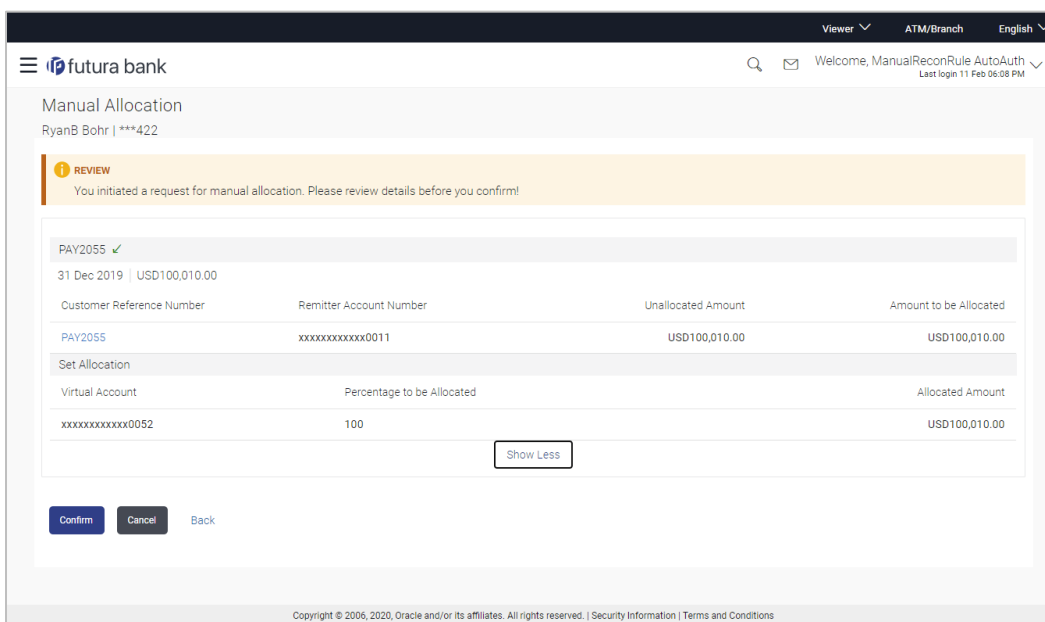 Viewer ATM/Branch English
futura bank Welcome, ManualReconRule AutoAuth
Last login 11 Feb 06:08 PM
Manual Allocation
RyanB Bohr | ***422
REVIEW
You initiated a request for manual allocation. Please review details before you confirm!
PAY2055
31 Dec 2019 USD100,010.00
Customer Reference Number Remitter Account Number Unallocated Amount Amount to be Allocated
PAY2055 xxxxxxxxxxxx0011 USD100,010.00 USD100,010.00
Set Allocation
Virtual Account Percentage to be Allocated Allocated Amount
xxxxxxxxxxxx0052 100 USD100,010.00
Show Less
Confirm Cancel Back
Copyright © 2006, 2020, Oracle and/or its affiliates. All rights reserved. | Security Information | Terms and Conditions